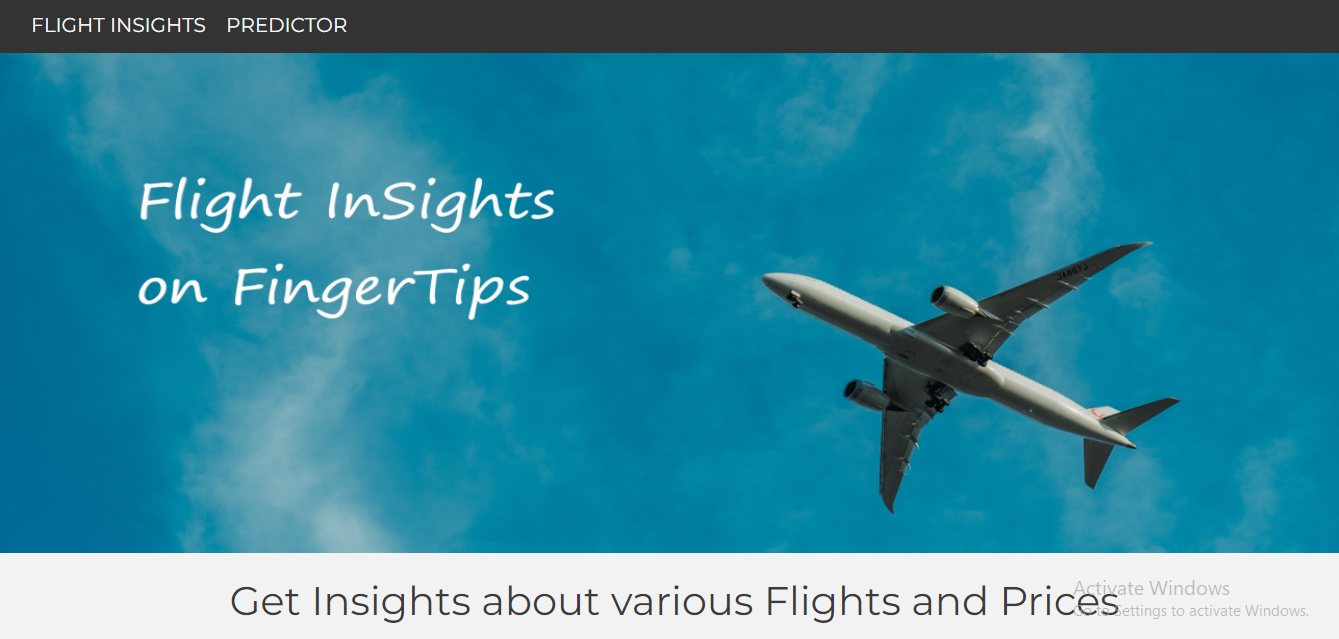 FLIGHT INSIGHTS PREDICTOR
Flight InSights
on FingerTips
Get Insights about various Flights and Prices
Activate Windows
Go to Settings to activate Windows.